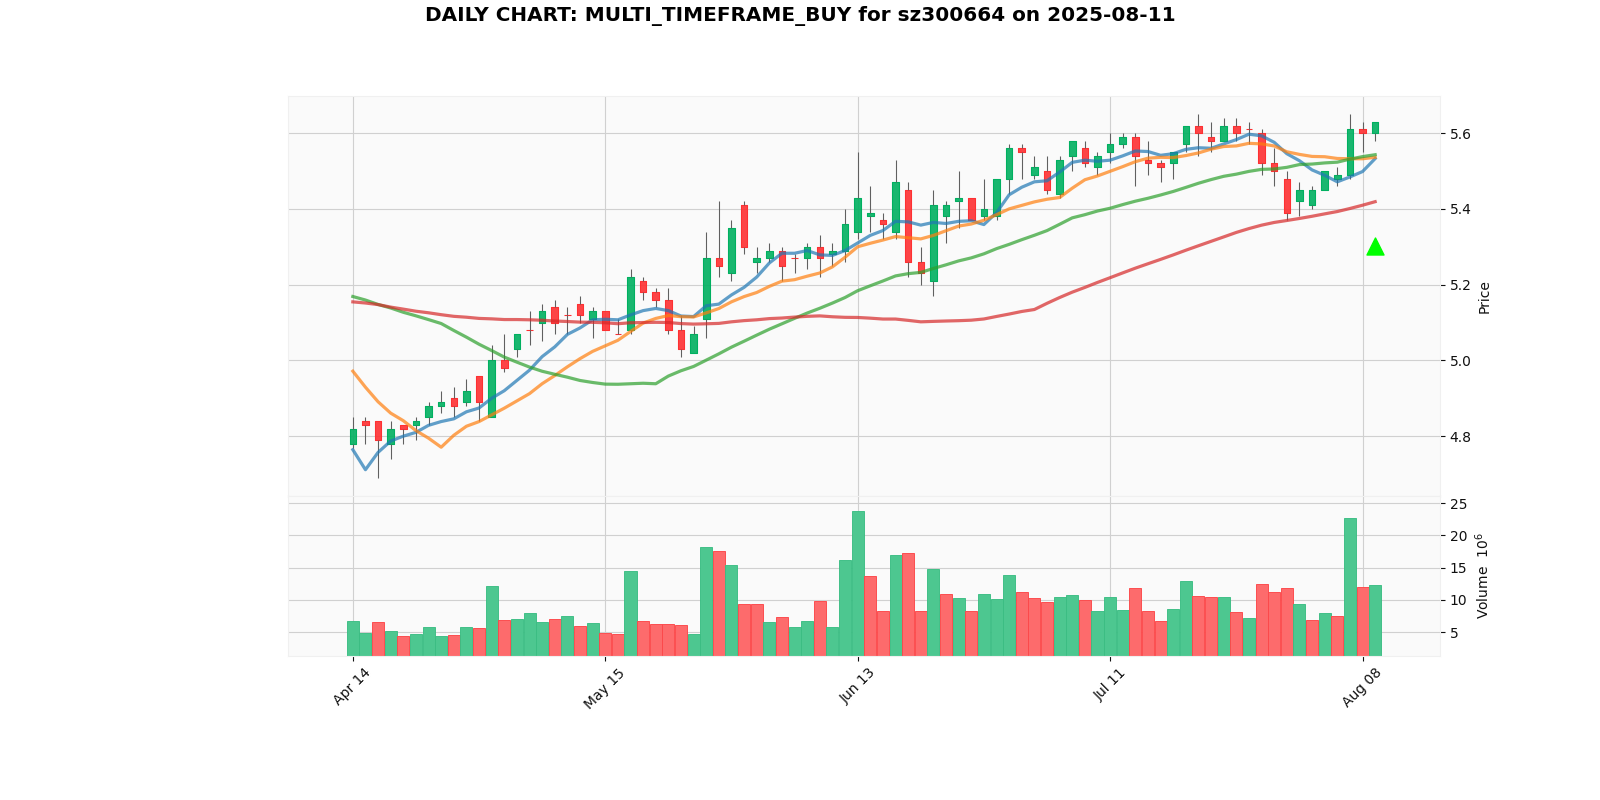 DAILY CHART: MULTI_TIMEFRAME_BUY for sz300664 on 2025-08-11
5.6
5.4
5.2
5.0
4.8
Price
25
20
15
10
5
Volume 10^6
Apr 14
May 15
Jun 13
Jul 11
Aug 08